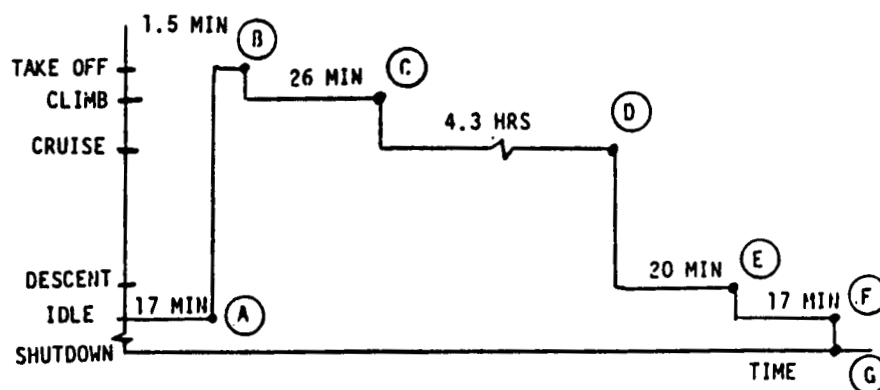 1.5 MIN
B
TAKE OFF
26 MIN
C
CLIMB
4.3 HRS
D
CRUISE
DESCENT
20 MIN
E
IDLE
17 MIN
A
17 MIN
F
SHUTDOWN
TIME
G